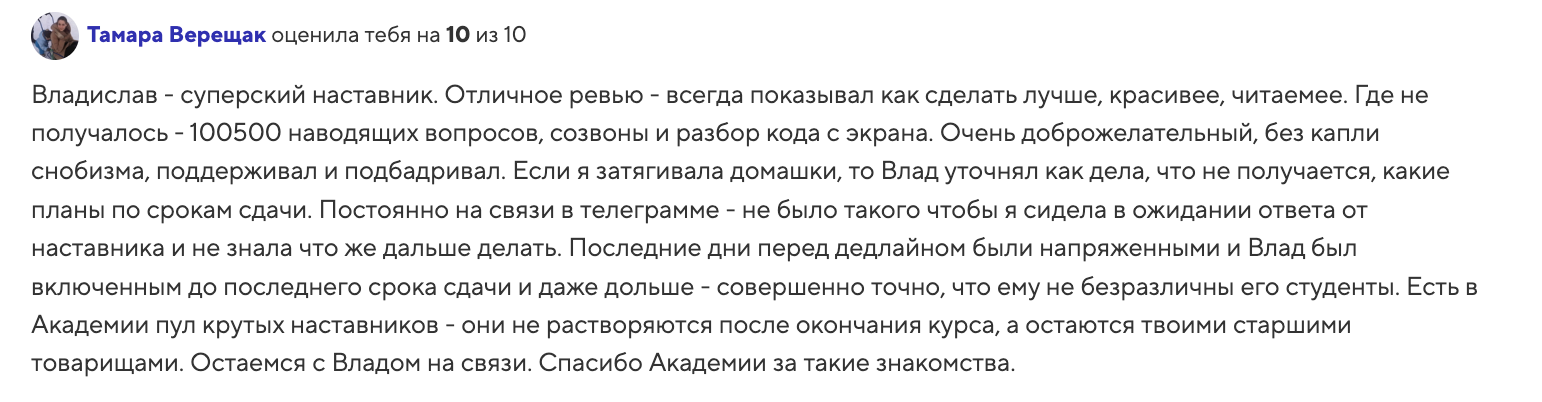 Тамара Верещак оценила тебя на 10 из 10
Владислав - суперский наставник. Отличное ревью - всегда показывал как сделать лучше, красивее, читаемее. Где не
получалось - 100500 наводящих вопросов, созвоны и разбор кода с экрана. Очень доброжелательный, без капли
снобизма, поддерживал и подбадривал. Если я затягивала домашки, то Влад уточнял как дела, что не получается, какие
планы по срокам сдачи. Постоянно на связи в телеграмме - не было такого чтобы я сидела в ожидании ответа от
наставника и не знала что же дальше делать. Последние дни перед дедлайном были напряженными и Влад был
включенным до последнего срока сдачи и даже дольше - совершенно точно, что ему не безразличны его студенты. Есть в
Академии пул крутых наставников - они не растворяются после окончания курса, а остаются твоими старшими
товарищами. Остаемся с Владом на связи. Спасибо Академии за такие знакомства.